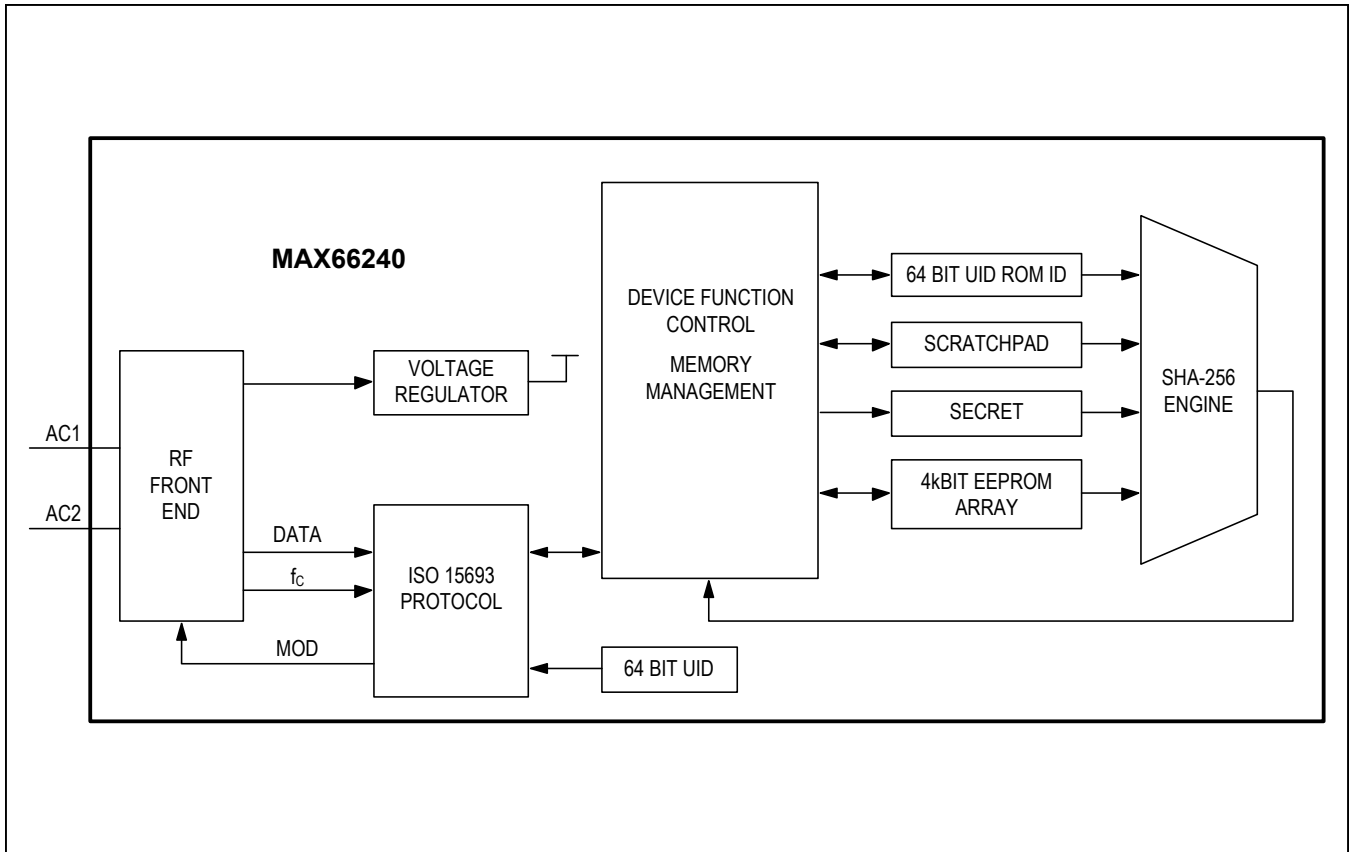 MAX66240
AC1
AC2
RF
FRONT
END
VOLTAGE
REGULATOR
DATA
fC
MOD
ISO 15693
PROTOCOL
64 BIT UID
DEVICE FUNCTION
CONTROL
MEMORY
MANAGEMENT
64 BIT UID ROM ID
SCRATCHPAD
SECRET
4kBIT EEPROM
ARRAY
SHA-256
ENGINE